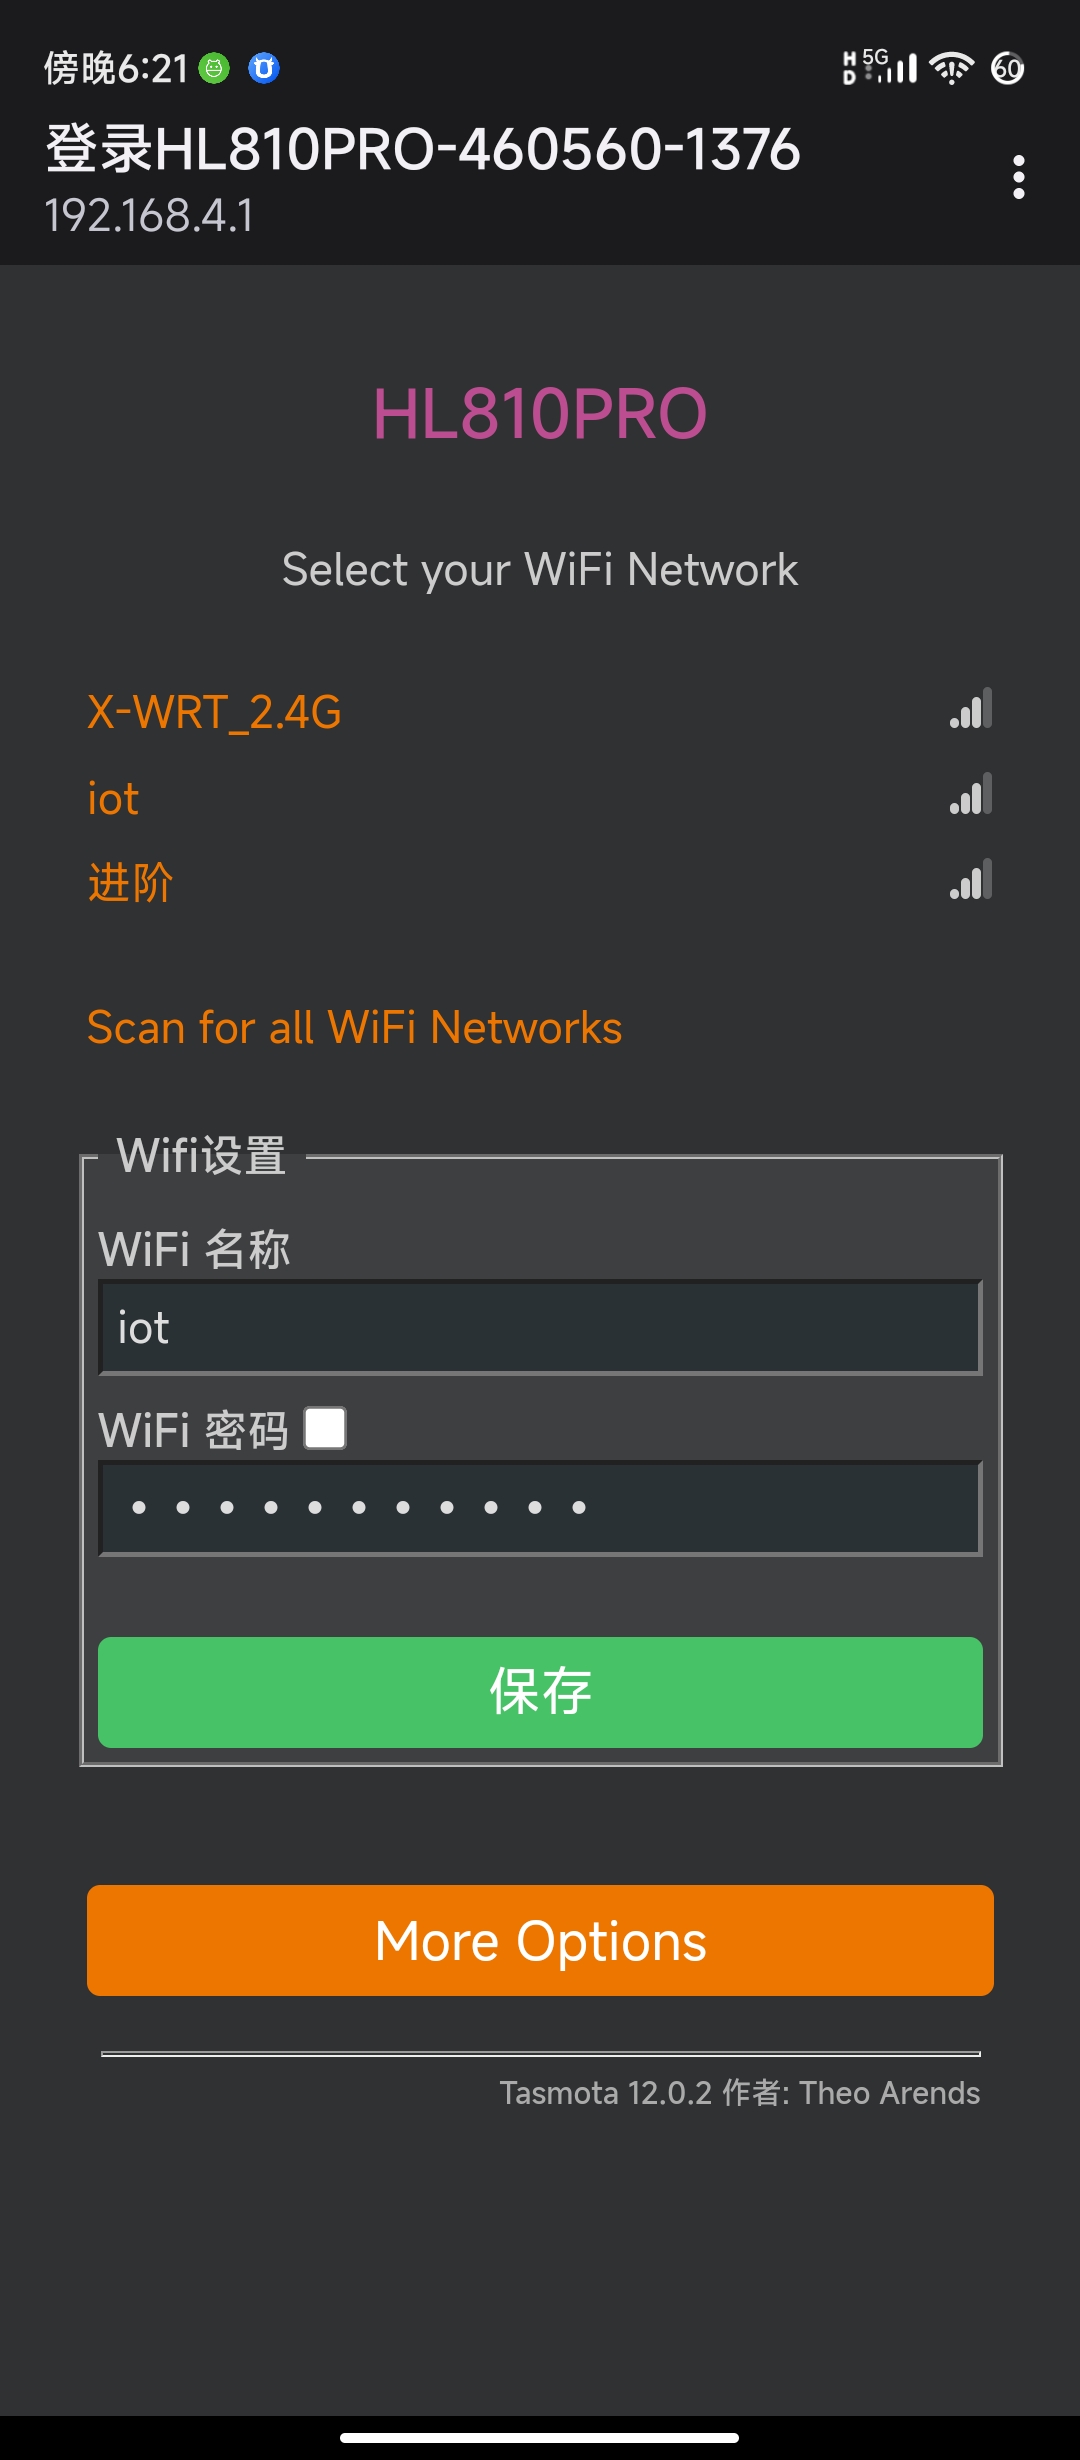 傍晚6:21
HD 5G 60
登录HL810PRO-460560-1376
192.168.4.1
HL810PRO
Select your WiFi Network
X-WRT_2.4G
iot
进阶
Scan for all WiFi Networks
Wifi设置
WiFi 名称
iot
WiFi 密码
保存
More Options
Tasmota 12.0.2 作者: Theo Arends